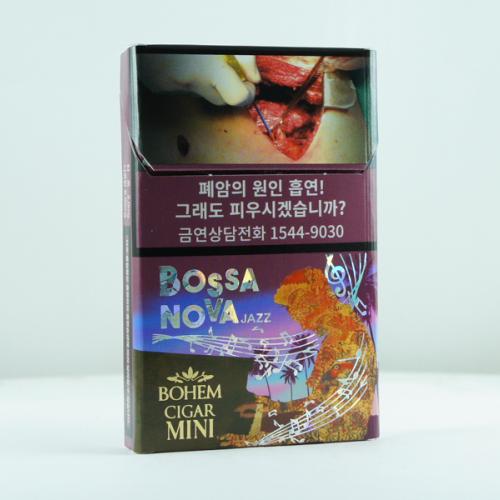 폐암의 원인 흡연!
그래도 피우시겠습니까?
금연상담전화 1544-9030
BOSSA
NOVA JAZZ
BOHEM
CIGAR
MINI